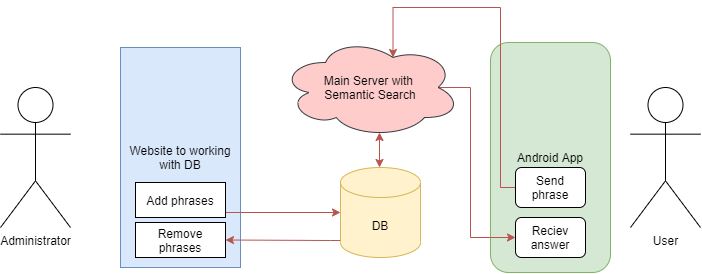 Main Server with
Semantic Search
Website to working
with DB
Android App
Add phrases
Send
phrase
DB
Remove
phrases
Reciev
answer
Administrator
User